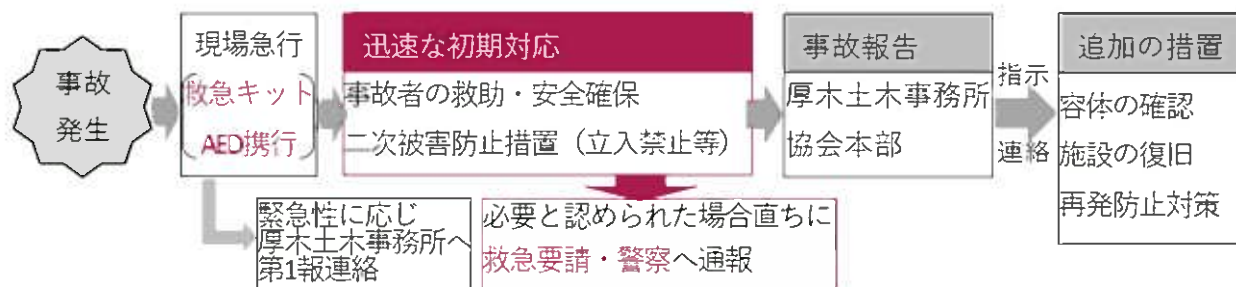 事故
発生
現場急行
救急キット
AED携行
迅速な初期対応
事故者の救助・安全確保
二次被害防止措置（立入禁止等）
事故報告
厚木土木事務所
協会本部
指示
連絡
追加の措置
容体の確認
施設の復旧
再発防止対策
緊急性に応じ
厚木土木事務所へ
第1報連絡
必要と認められた場合直ちに
救急要請・警察へ通報